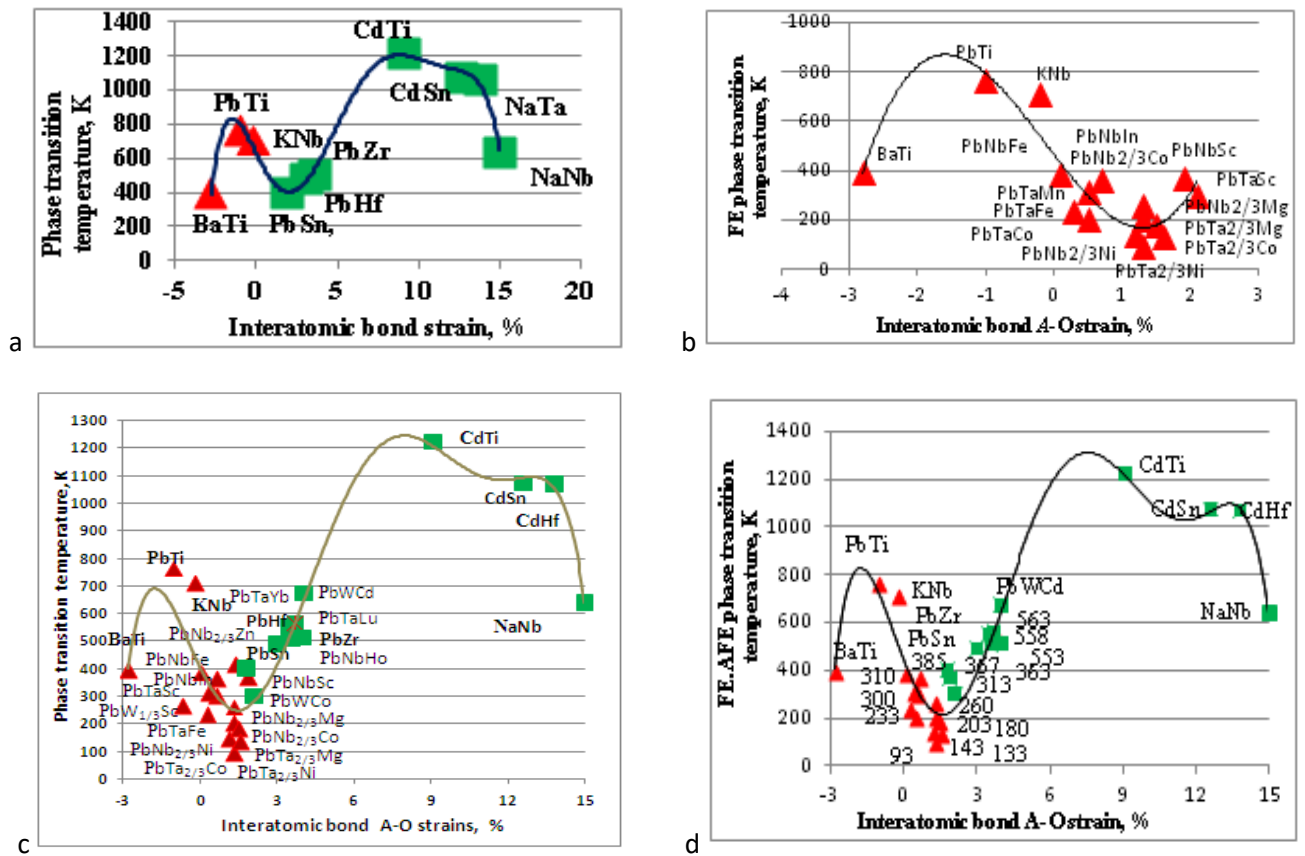 1400
1200
1000
800
600
400
200
0
Phase transition
temperature, K
CdTi
CdSn
PbTi
NaTa
KNb
PbZr
NaNb
PbHf
BaTi
PbSn,
-5 0 5 10 15 20
Interatomic bond strain, %
a
1000
800
600
400
200
0
FE phase transition
temperature, K
PbTi
KNb
PbNbIn
PbNbFe
PbNb2/3Co
PbNbSc
BaTi
PbTaSc
PbTaMn
PbNb2/3Mg
PbTaFe
PbTa2/3Mg
PbTaCo
PbTa2/3Co
PbNb2/3Ni
PbTa2/3Ni
-4 -3 -2 -1 0 1 2 3
Interatomic bond A-Ostrain, %
b
1300
1200
1100
1000
900
800
700
600
500
400
300
200
100
0
Phase transition temperature,K
CdTi
CdSn
CdHf
PbTi
KNb
PbTaYb
PbWCd
PbHf
PbTaLu
NaNb
BaTi
PbNb2/3Zn
PbZr
PbSn
PbNbHo
PbNbFe
PbNbIn
PbNbSc
PbTaSc
PbWCo
PbW1/3Sc
PbNb2/3Mg
PbTaFe
PbNb2/3Co
PbNb2/3Ni
PbTa2/3Mg
PbTa2/3Co
PbTa2/3Ni
-3 0 3 6 9 12 15
Interatomic bond A-O strains, %
c
1400
1200
1000
800
600
400
200
0
FE.AFE phase transition
temperature, K
CdTi
CdSn
CdHf
PbTi
PbWCd
KNb
PbZr
563
NaNb
PbSn
558
BaTi
385
367
553
310
363
300
313
233
260
203
180
93
143
133
-3 0 3 6 9 12 15
Interatomic bond A-Ostrain, %
d